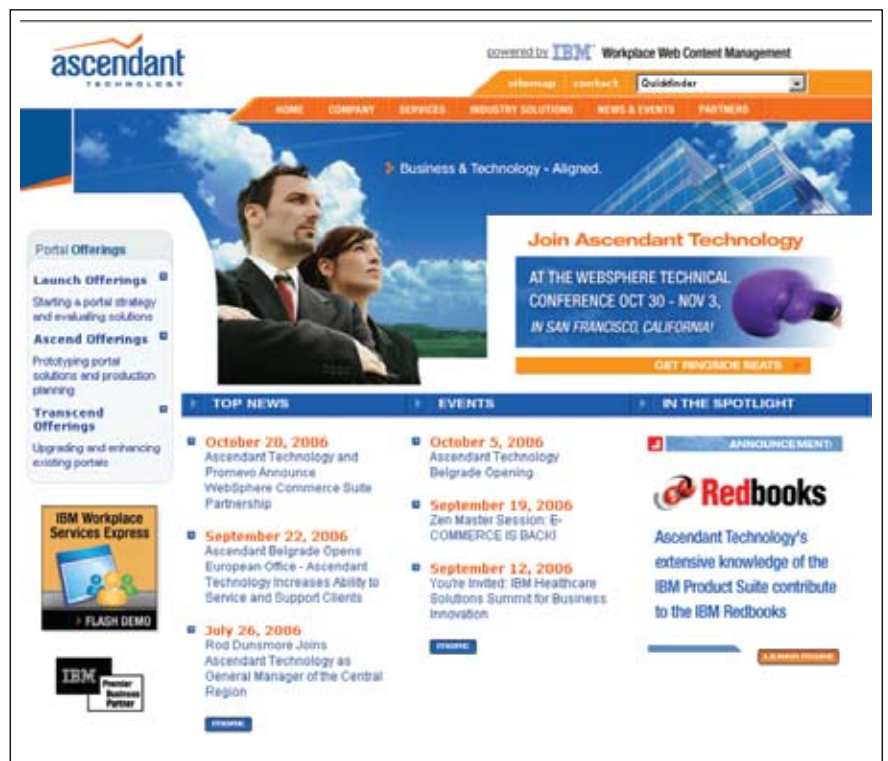 ascendant
TECHNOLOGY
powered by IBM Workplace Web Content Management
sitemap contact Quickfinder
HOME COMPANY SERVICES INDUSTRY SOLUTIONS NEWS & EVENTS PARTNERS
Business & Technology - Aligned.
Join Ascendant Technology
AT THE WEBSPHERE TECHNICAL
CONFERENCE OCT 30 - NOV 3,
IN SAN FRANCISCO, CALIFORNIA!
GET RINGSIDE SEATS
Portal Offerings
Launch Offerings
Starting a portal strategy
and evaluating solutions
Ascend Offerings
Prototyping portal
solutions and production
planning
Transcend
Offerings
Upgrading and enhancing
existing portals
IBM Workplace
Services Express
FLASH DEMO
IBM Premier
Business
Partner
TOP NEWS
October 20, 2006
Ascendant Technology and
Promevo Announce
WebSphere Commerce Suite
Partnership
September 22, 2006
Ascendant Belgrade Opens
European Office - Ascendant
Technology Increases Ability to
Service and Support Clients
July 26, 2006
Rod Dunsmore Joins
Ascendant Technology as
General Manager of the Central
Region
more
EVENTS
October 5, 2006
Ascendant Technology
Belgrade Opening
September 19, 2006
Zen Master Session: E-
COMMERCE IS BACK!
September 12, 2006
You're Invited: IBM Healthcare
Solutions Summit for Business
Innovation
more
IN THE SPOTLIGHT
ANNOUNCEMENT:
Redbooks
Ascendant Technology's
extensive knowledge of the
IBM Product Suite contribute
to the IBM Redbooks
LEARN MORE